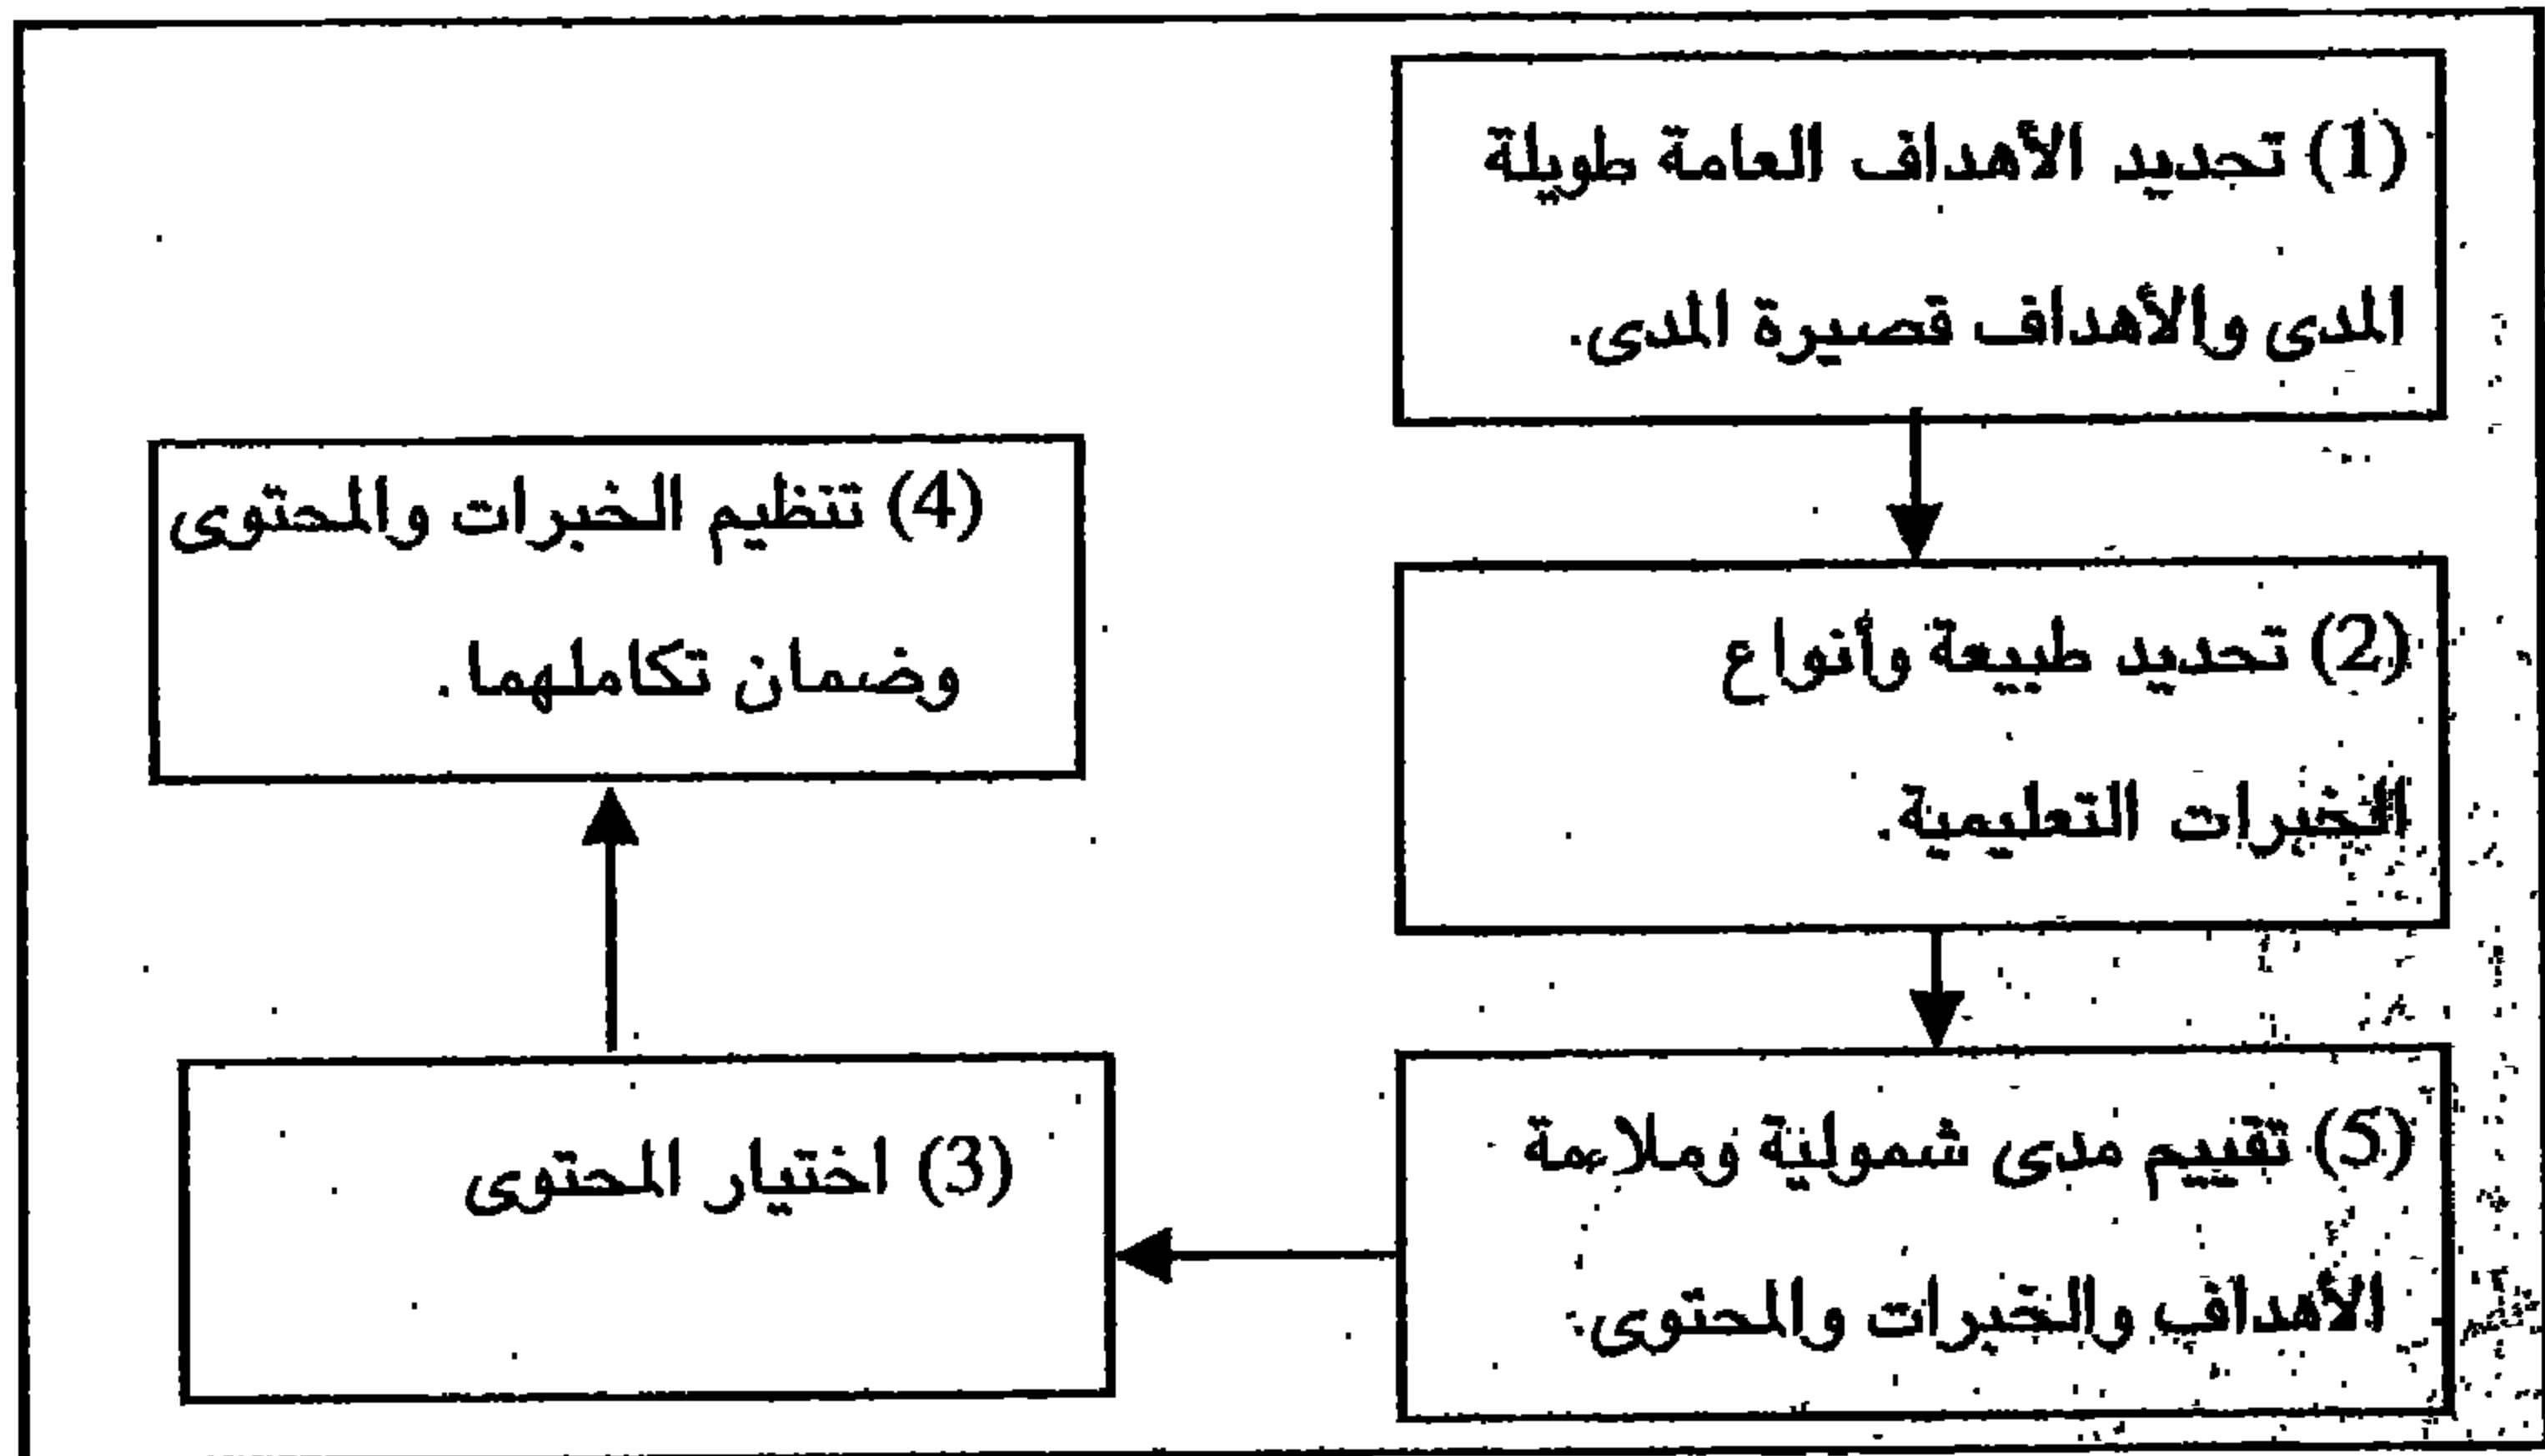 (1) تحديد الأهداف العامة طويلة
المدى والأهداف قصيرة المدى.
(2) تحديد طبيعة وأنواع
الخبرات التعليمية.
(5) تقييم مدى شمولية وملاءمة
الأهداف والخبرات والمحتوى.
(3) اختيار المحتوى
(4) تنظيم الخبرات والمحتوى
وضمان تكاملهما.